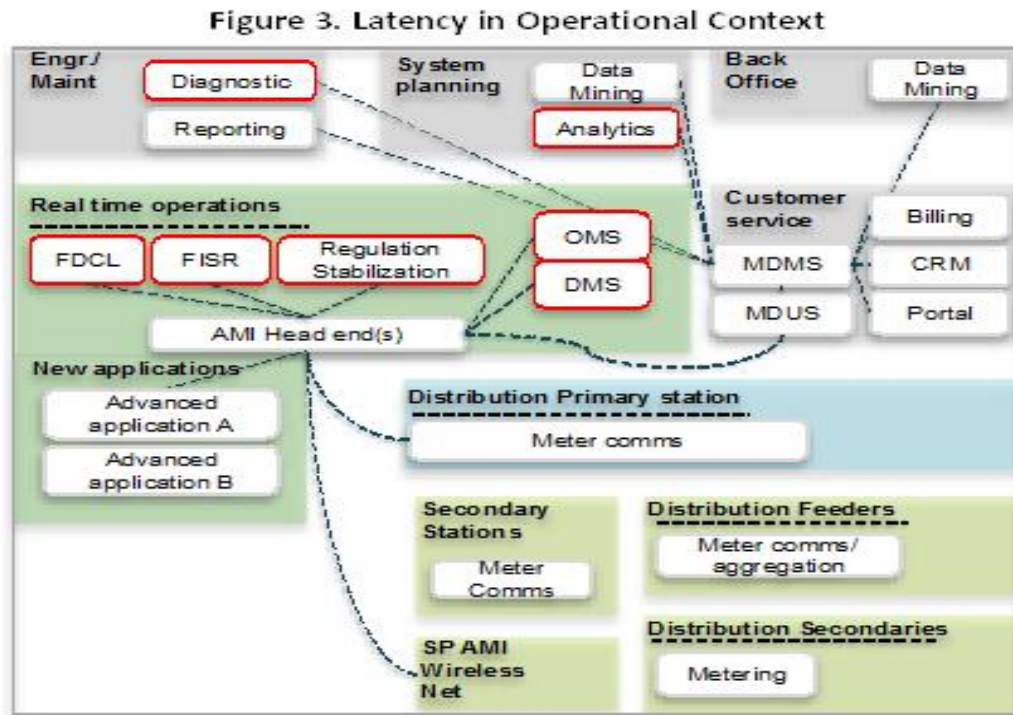 Figure 3. Latency in Operational Context
Engr./
Maint
Diagnostic
Reporting
System
planning
Data
Mining
Analytics
Back
Office
Data
Mining
Real time operations
FDCL
FISR
Regulation
Stabilization
OMS
DMS
AMI Head end(s)
Customer
service
MDMS
MDUS
Billing
CRM
Portal
New applications
Advanced
application A
Advanced
application B
Distribution Primary station
Meter comms
Secondary
Stations
Meter
Comms
Distribution Feeders
Meter comms/
aggregation
SP AMI
Wireless
Net
Distribution Secondaries
Metering